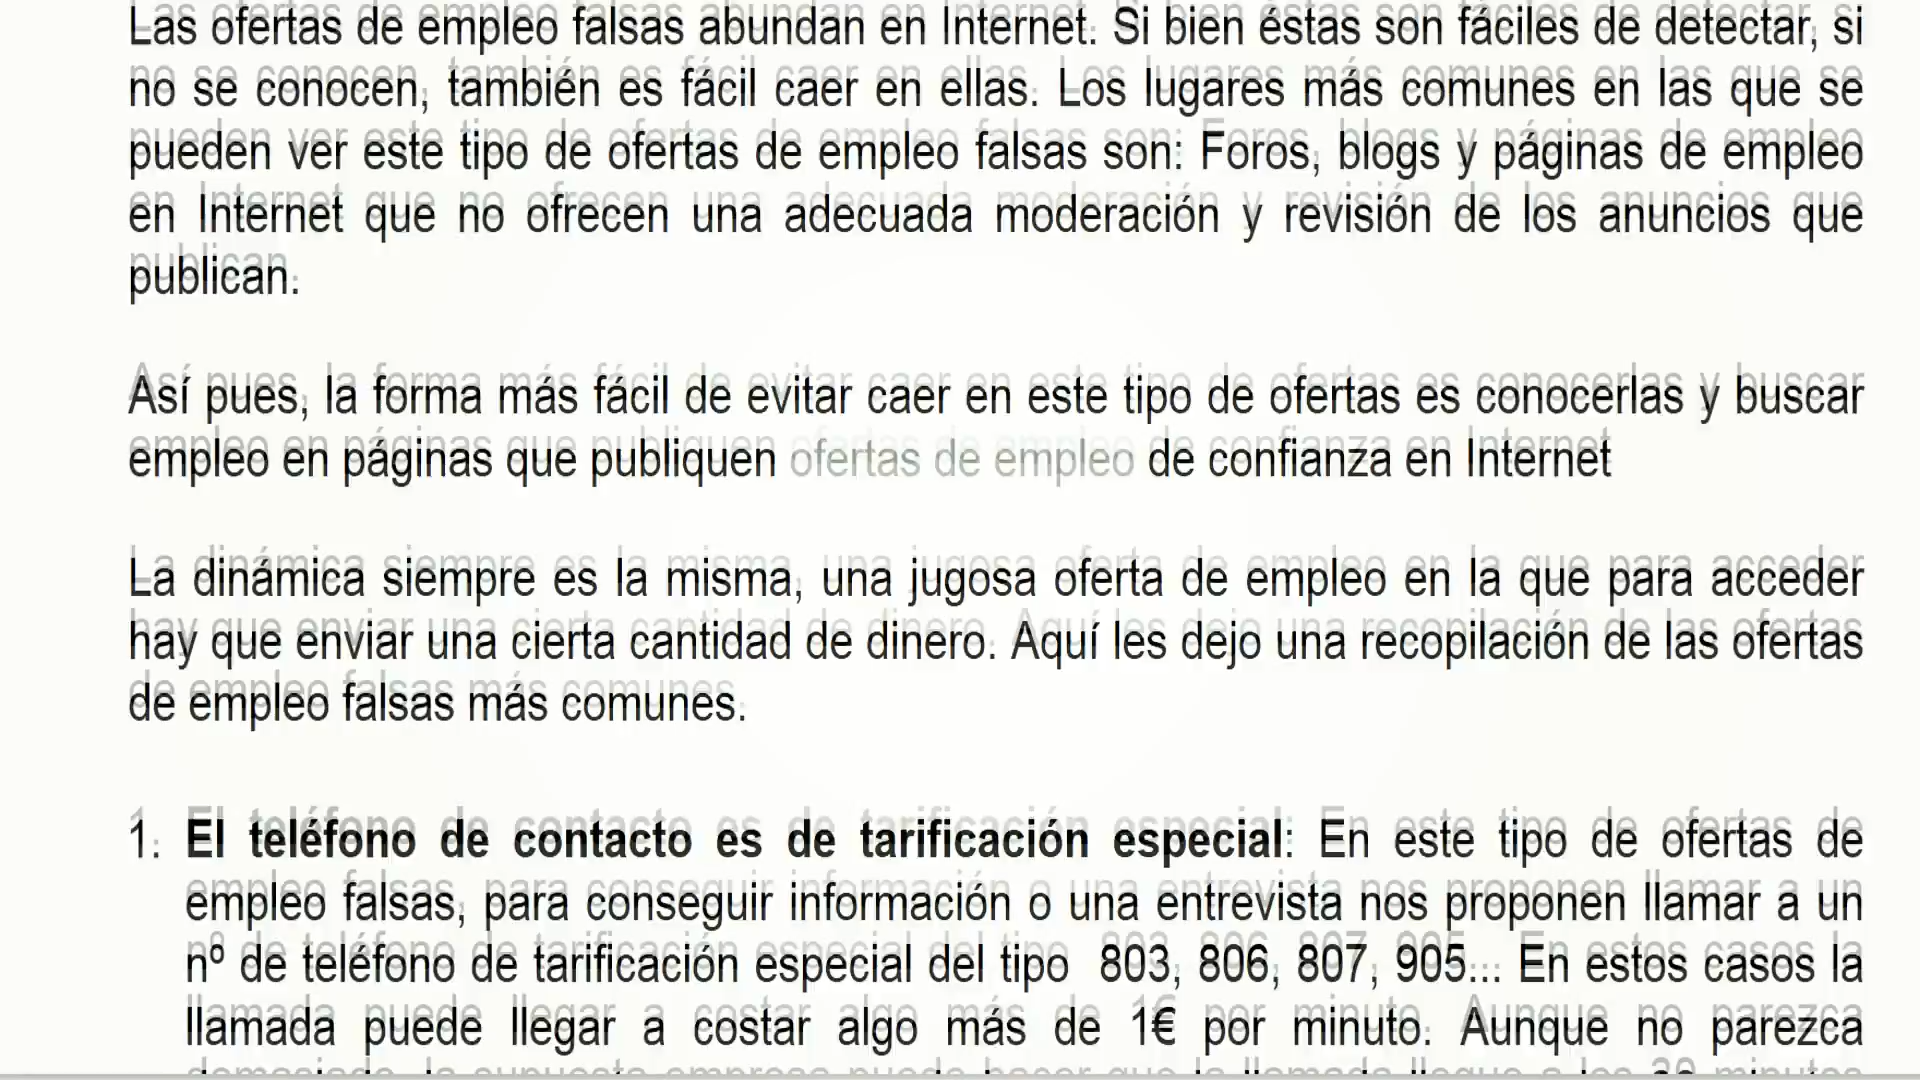 Las ofertas de empleo falsas abundan en Internet. Si bien éstas son fáciles de detectar, si
no se conocen, también es fácil caer en ellas. Los lugares más comunes en las que se
pueden ver este tipo de ofertas de empleo falsas son: Foros, blogs y páginas de empleo
en Internet que no ofrecen una adecuada moderación y revisión de los anuncios que
publican.
Así pues, la forma más fácil de evitar caer en este tipo de ofertas es conocerlas y buscar
empleo en páginas que publiquen ofertas de empleo de confianza en Internet
La dinámica siempre es la misma, una jugosa oferta de empleo en la que para acceder
hay que enviar una cierta cantidad de dinero. Aquí les dejo una recopilación de las ofertas
de empleo falsas más comunes.
1. El teléfono de contacto es de tarificación especial: En este tipo de ofertas de
empleo falsas, para conseguir información o una entrevista nos proponen llamar a un
nº de teléfono de tarificación especial del tipo 803, 806, 807, 905... En estos casos la
llamada puede llegar a costar algo más de 1€ por minuto. Aunque no parezca